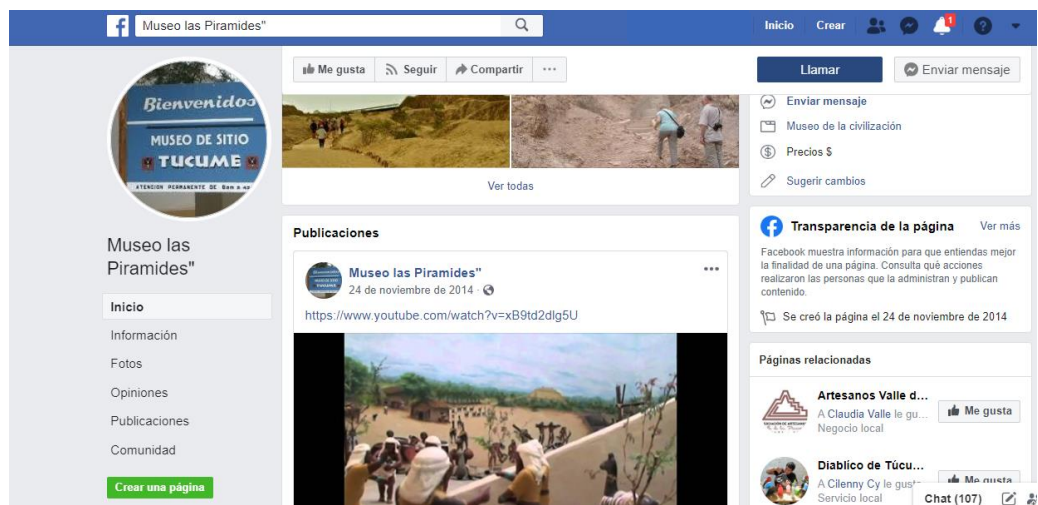 Museo las Piramides"
Inicio Crear
1
Me gusta Seguir Compartir ...
Llamar Enviar mensaje
Bienvenidos
MUSEO DE SITIO
TUCUME
ATENCION PERMANENTE DE
Museo las
Piramides"
Inicio
Información
Fotos
Opiniones
Publicaciones
Comunidad
Crear una página
Ver todas
Publicaciones
Museo las Piramides"
24 de noviembre de 2014
https://www.youtube.com/watch?v=xB9td2dlg5U
Enviar mensaje
Museo de la civilización
Precios $
Sugerir cambios
Transparencia de la página Ver más
Facebook muestra información para que entiendas mejor
la finalidad de una página. Consulta qué acciones
realizaron las personas que la administran y publican
contenido.
Se creó la página el 24 de noviembre de 2014
Páginas relacionadas
Artesanos Valle d...
A Claudia Valle le gu... Me gusta
Negocio local
Diablico de Túcu...
A Cilenny Cy le gusta Me gusta
Servicio local
Chat (107)